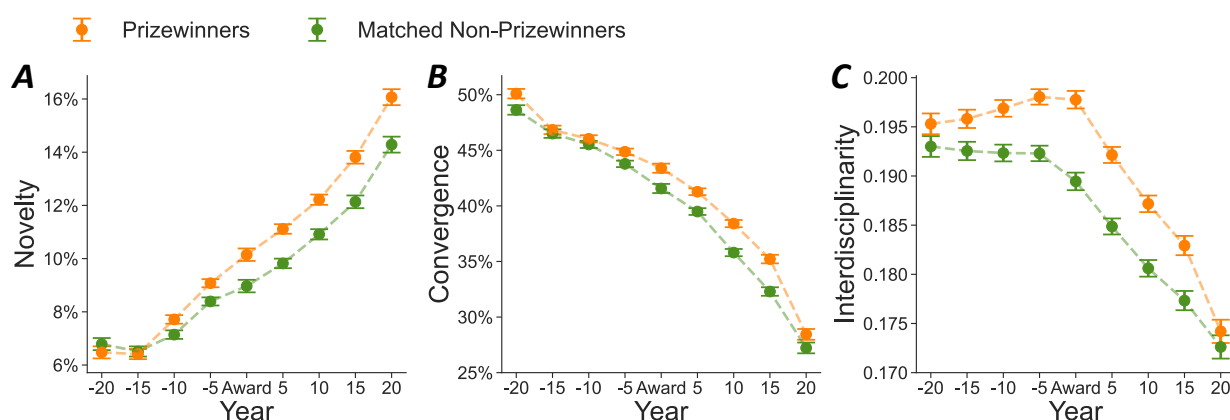 Prizewinners Matched Non-Prizewinners
A
Novelty
16%
14%
12%
10%
8%
6%
-20 -15 -10 -5 Award 5 10 15 20
Year
B
Convergence
50%
45%
40%
35%
30%
25%
-20 -15 -10 -5 Award 5 10 15 20
Year
C
Interdisciplinarity
0.200
0.195
0.190
0.185
0.180
0.175
0.170
-20 -15 -10 -5 Award 5 10 15 20
Year